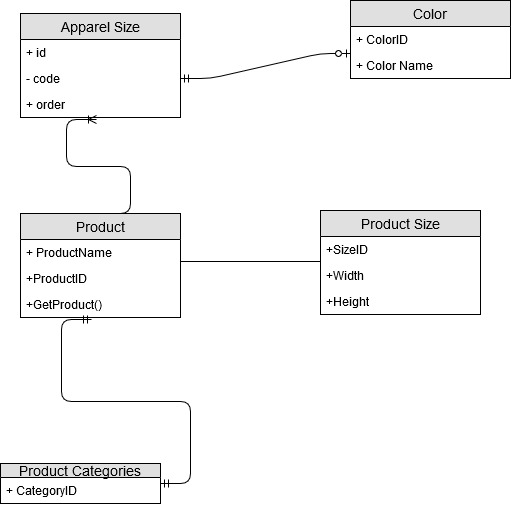 Apparel Size
+ id
- code
+ order
Color
+ ColorID
+ Color Name
Product
+ ProductName
+ProductID
+GetProduct()
Product Size
+SizeID
+Width
+Height
Product Categories
+ CategoryID